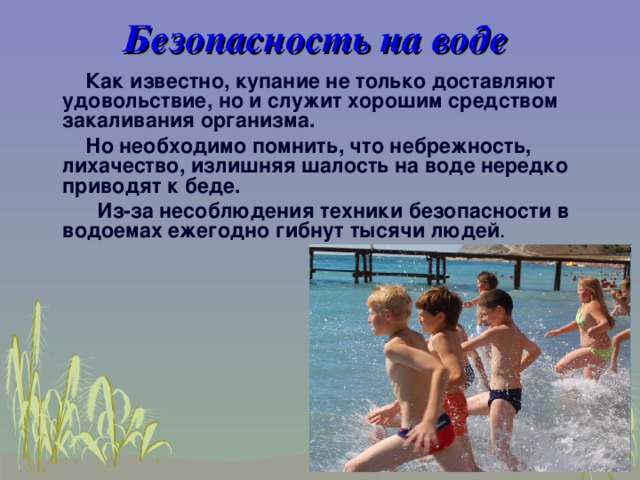 Безопасность на воде
Как известно, купание не только доставляют
удовольствие, но и служит хорошим средством
закаливания организма.
Но необходимо помнить, что небрежность,
лихачество, излишняя шалость на воде нередко
приводят к беде.
Из-за несоблюдения техники безопасности в
водоемах ежегодно гибнут тысячи людей.